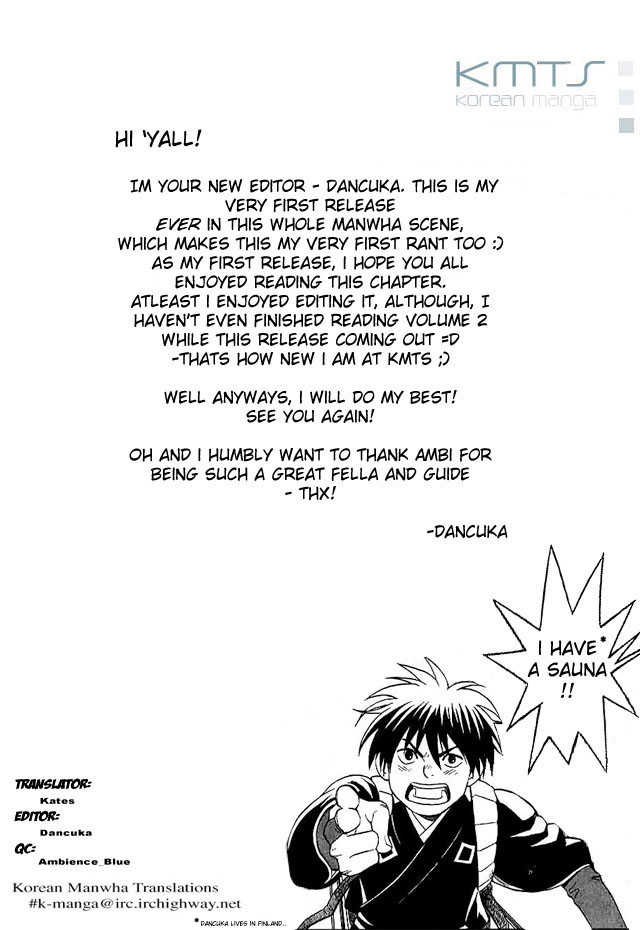 KMTS
Korean manga
HI 'YALL!
IM YOUR NEW EDITOR - DANCUKA. THIS IS MY
VERY FIRST RELEASE
EVER IN THIS WHOLE MANWHA SCENE,
WHICH MAKES THIS MY VERY FIRST RANT TOO :)
AS MY FIRST RELEASE, I HOPE YOU ALL
ENJOYED READING THIS CHAPTER.
ATLEAST I ENJOYED EDITING IT, ALTHOUGH, I
HAVEN'T EVEN FINISHED READING VOLUME 2
WHILE THIS RELEASE COMING OUT =D
-THATS HOW NEW I AM AT KMTS ;)
WELL ANYWAYS, I WILL DO MY BEST!
SEE YOU AGAIN!
OH AND I HUMBLY WANT TO THANK AMBI FOR
BEING SUCH A GREAT FELLA AND GUIDE
- THX!
-DANCUKA
I HAVE*
A SAUNA
!!
TRANSLATOR:
Kates
EDITOR:
Dancuka
QC:
Ambience_Blue
Korean Manwha Translations
#k-manga@irc.irchighway.net
*DANCUKA LIVES IN FINLAND..